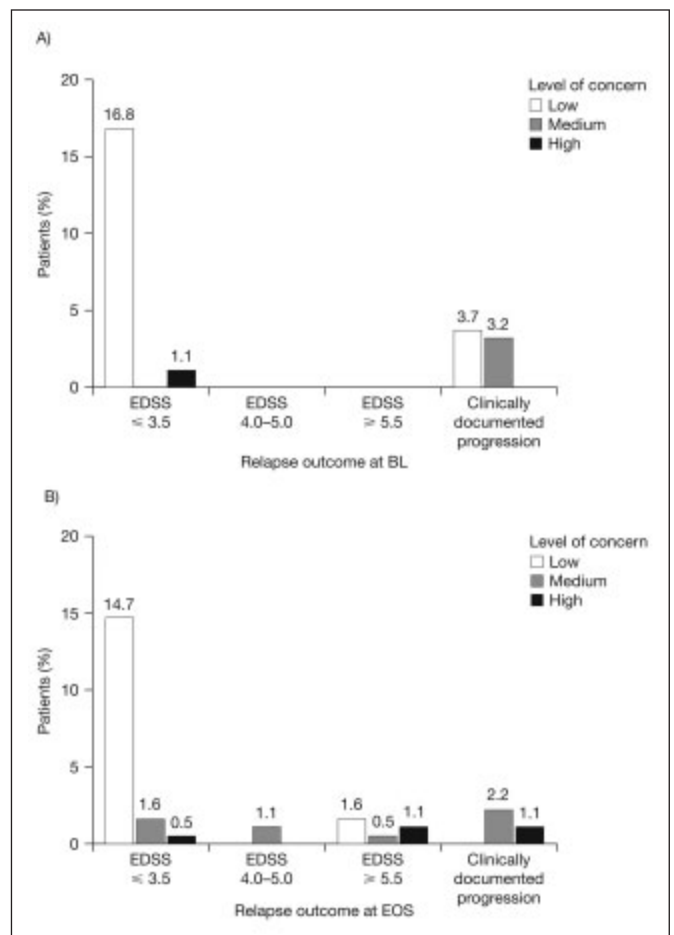 A)
20
15
10
5
0
Patients (%)
16.8
1.1
3.7
3.2
Level of concern
Low
Medium
High
EDSS
≤ 3.5
EDSS
4.0–5.0
EDSS
≥ 5.5
Clinically
documented
progression
Relapse outcome at BL
B)
20
15
10
5
0
Patients (%)
14.7
1.6
0.5
1.1
1.6
0.5
1.1
2.2
1.1
Level of concern
Low
Medium
High
EDSS
≤ 3.5
EDSS
4.0–5.0
EDSS
≥ 5.5
Clinically
documented
progression
Relapse outcome at EOS